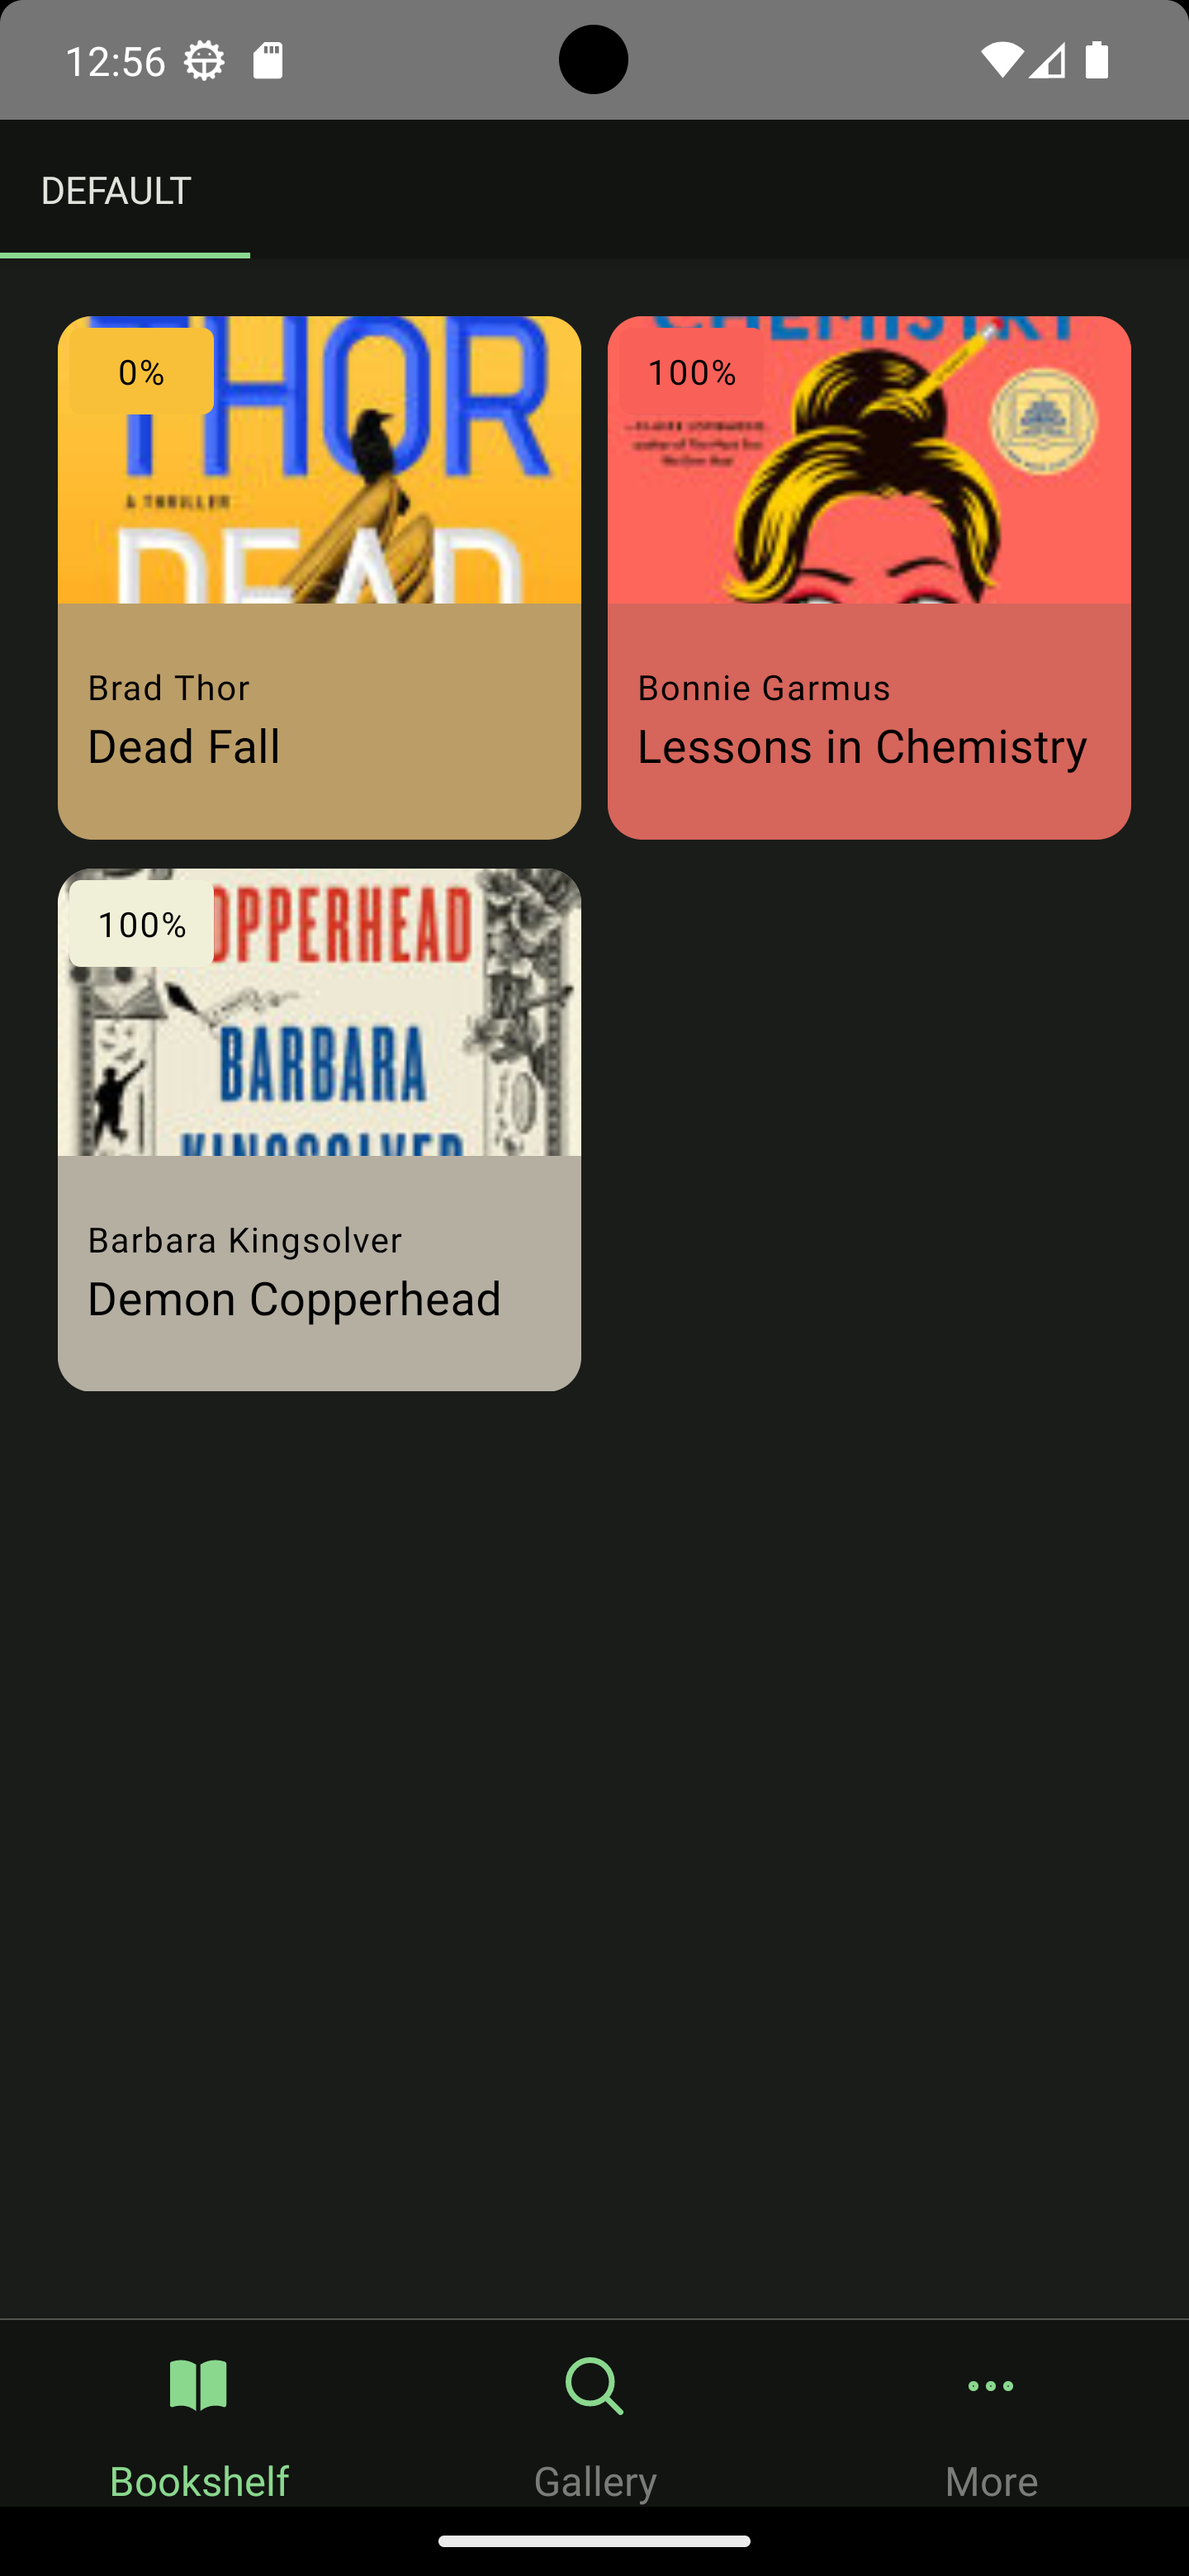 12:56
DEFAULT
0%
THOR
A THRILLER
DEAD
Brad Thor
Dead Fall
CHEMISTRY
100%
Bonnie Garmus
Lessons in Chemistry
100%
OPPERHEAD
BARBARA
KINGSOLVER
Barbara Kingsolver
Demon Copperhead
Bookshelf
Gallery
More